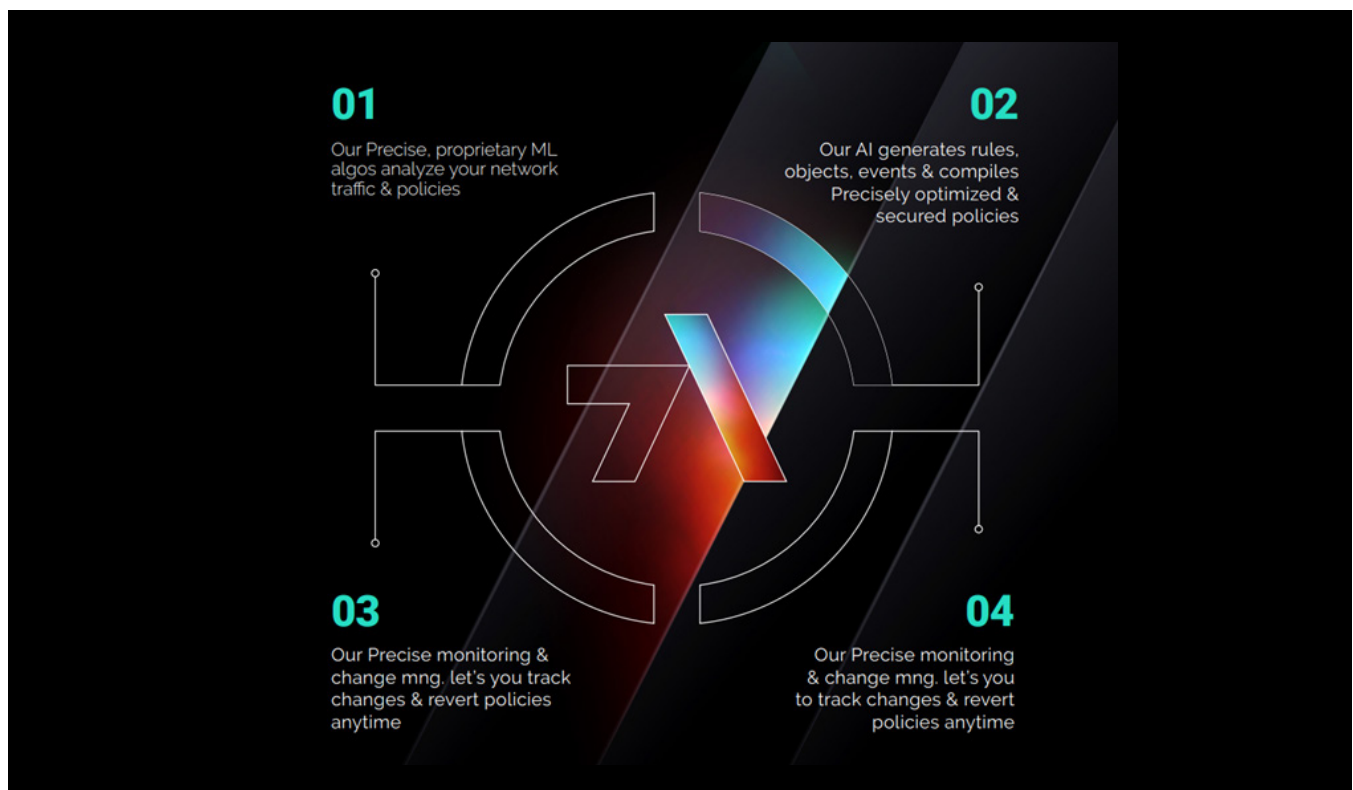 01
Our Precise, proprietary ML
algos analyze your network
traffic & policies
02
Our AI generates rules,
objects, events & compiles
Precisely optimized &
secured policies
03
Our Precise monitoring &
change mng. let's you track
changes & revert policies
anytime
04
Our Precise monitoring
& change mng. let's you
to track changes & revert
policies anytime